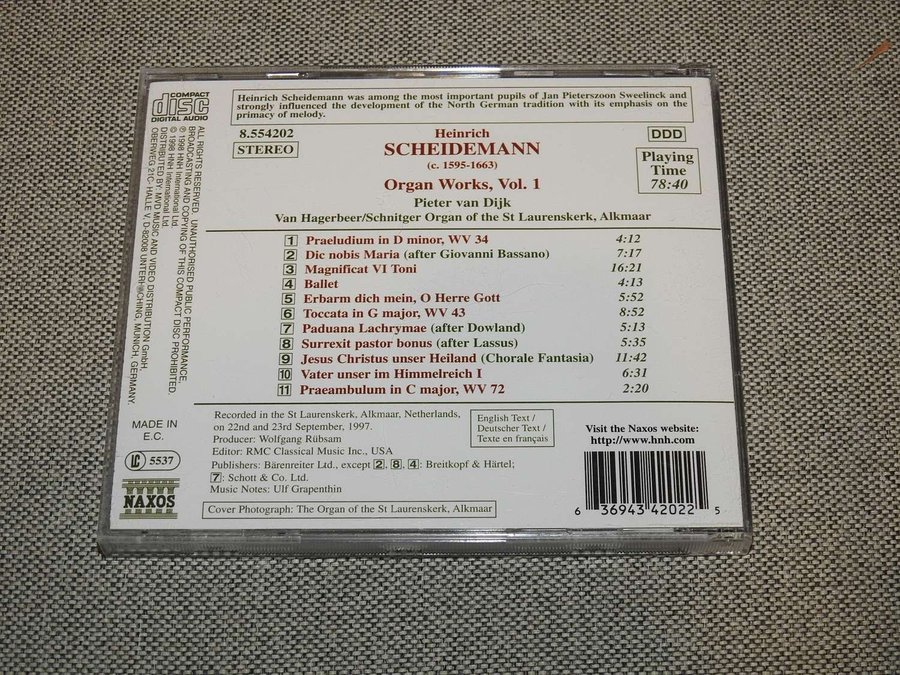 COMPACT
disc
DIGITAL AUDIO
Heinrich Scheidemann was among the most important pupils of Jan Pieterszoon Sweelinck and
strongly influenced the development of the North German tradition with its emphasis on the
primacy of melody.
8.554202
STEREO
Heinrich
SCHEIDEMANN
(c. 1595-1663)
Organ Works, Vol. 1
Pieter van Dijk
Van Hagerbeer/Schnitger Organ of the St Laurenskerk, Alkmaar
DDD
Playing
Time
78:40
1 Praeludium in D minor, WV 34 4:12
2 Dic nobis Maria (after Giovanni Bassano) 7:17
3 Magnificat VI Toni 16:21
4 Ballet 4:13
5 Erbarm dich mein, O Herre Gott 5:52
6 Toccata in G major, WV 43 8:52
7 Paduana Lachrymae (after Dowland) 5:13
8 Surrexit pastor bonus (after Lassus) 5:35
9 Jesus Christus unser Heiland (Chorale Fantasia) 11:42
10 Vater unser im Himmelreich I 6:31
11 Praeambulum in C major, WV 72 2:20
ALL RIGHTS RESERVED. UNAUTHORISED PUBLIC PERFORMANCE,
BROADCASTING AND COPYING OF THIS COMPACT DISC PROHIBITED.
℗ 1998 HNH International Ltd.
© 1998 HNH International Ltd.
DISTRIBUTED BY: MVD MUSIC AND VIDEO DISTRIBUTION GmbH,
OBERWEG 21C- HALLE V, D-82008 UNTERHACHING, MUNICH, GERMANY.
MADE IN
E.C.
LC 5537
NAXOS
Recorded in the St Laurenskerk, Alkmaar, Netherlands,
on 22nd and 23rd September, 1997.
Producer: Wolfgang Rübsam
Editor: RMC Classical Music Inc., USA
Publishers: Bärenreiter Ltd., except 2, 8, 4: Breitkopf & Härtel;
7: Schott & Co. Ltd.
Music Notes: Ulf Grapenthin
English Text /
Deutscher Text /
Texte en français
Cover Photograph: The Organ of the St Laurenskerk, Alkmaar
Visit the Naxos website:
http://www.hnh.com
6 36943 42022 5